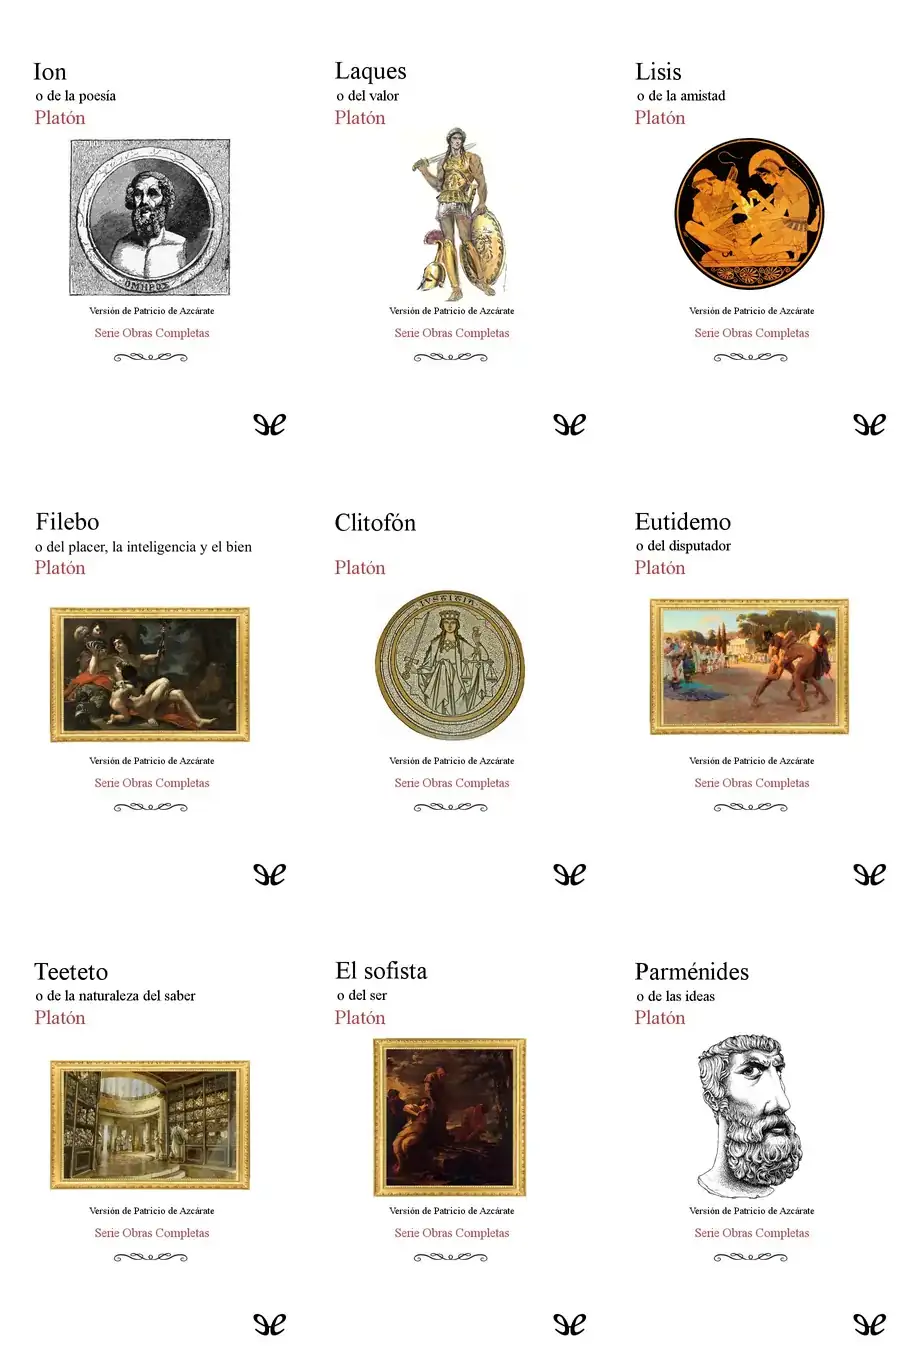 Ion
o de la poesía
Platón
ΟΜΗΡΟΣ
Versión de Patricio de Azcárate
Serie Obras Completas
Laques
o del valor
Platón
Versión de Patricio de Azcárate
Serie Obras Completas
Lisis
o de la amistad
Platón
Versión de Patricio de Azcárate
Serie Obras Completas
Filebo
o del placer, la inteligencia y el bien
Platón
Versión de Patricio de Azcárate
Serie Obras Completas
Clitofón
Platón
IVSTITIA
Versión de Patricio de Azcárate
Serie Obras Completas
Eutidemo
o del disputador
Platón
Versión de Patricio de Azcárate
Serie Obras Completas
Teeteto
o de la naturaleza del saber
Platón
Versión de Patricio de Azcárate
Serie Obras Completas
El sofista
o del ser
Platón
Versión de Patricio de Azcárate
Serie Obras Completas
Parménides
o de las ideas
Platón
Versión de Patricio de Azcárate
Serie Obras Completas